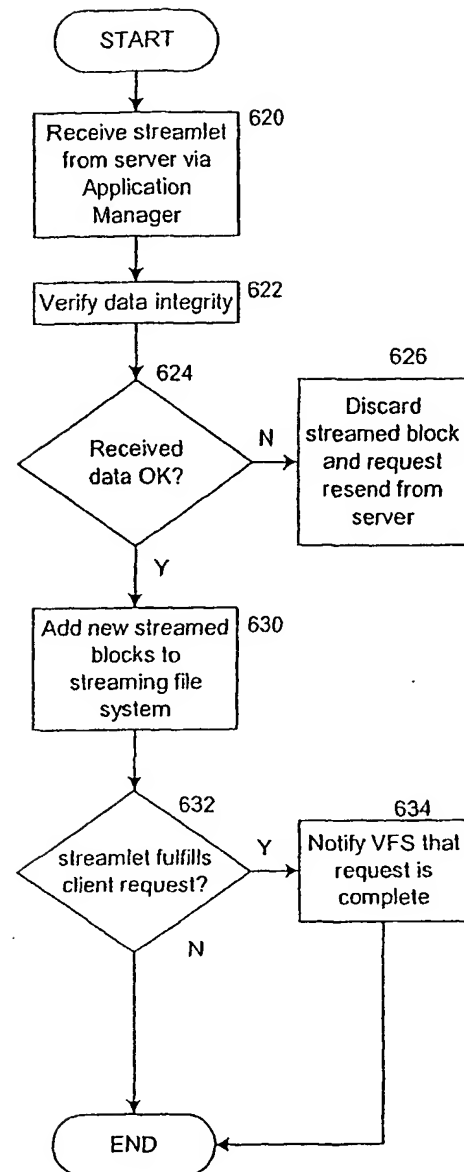 START
620
Receive streamlet
from server via
Application
Manager
Verify data integrity
622
624
626
Received
data OK?
N
Discard
streamed block
and request
resend from
server
Y
Add new streamed
blocks to
streaming file
system
630
632
634
streamlet fulfills
client request?
Y
Notify VFS that
request is
complete
N
END